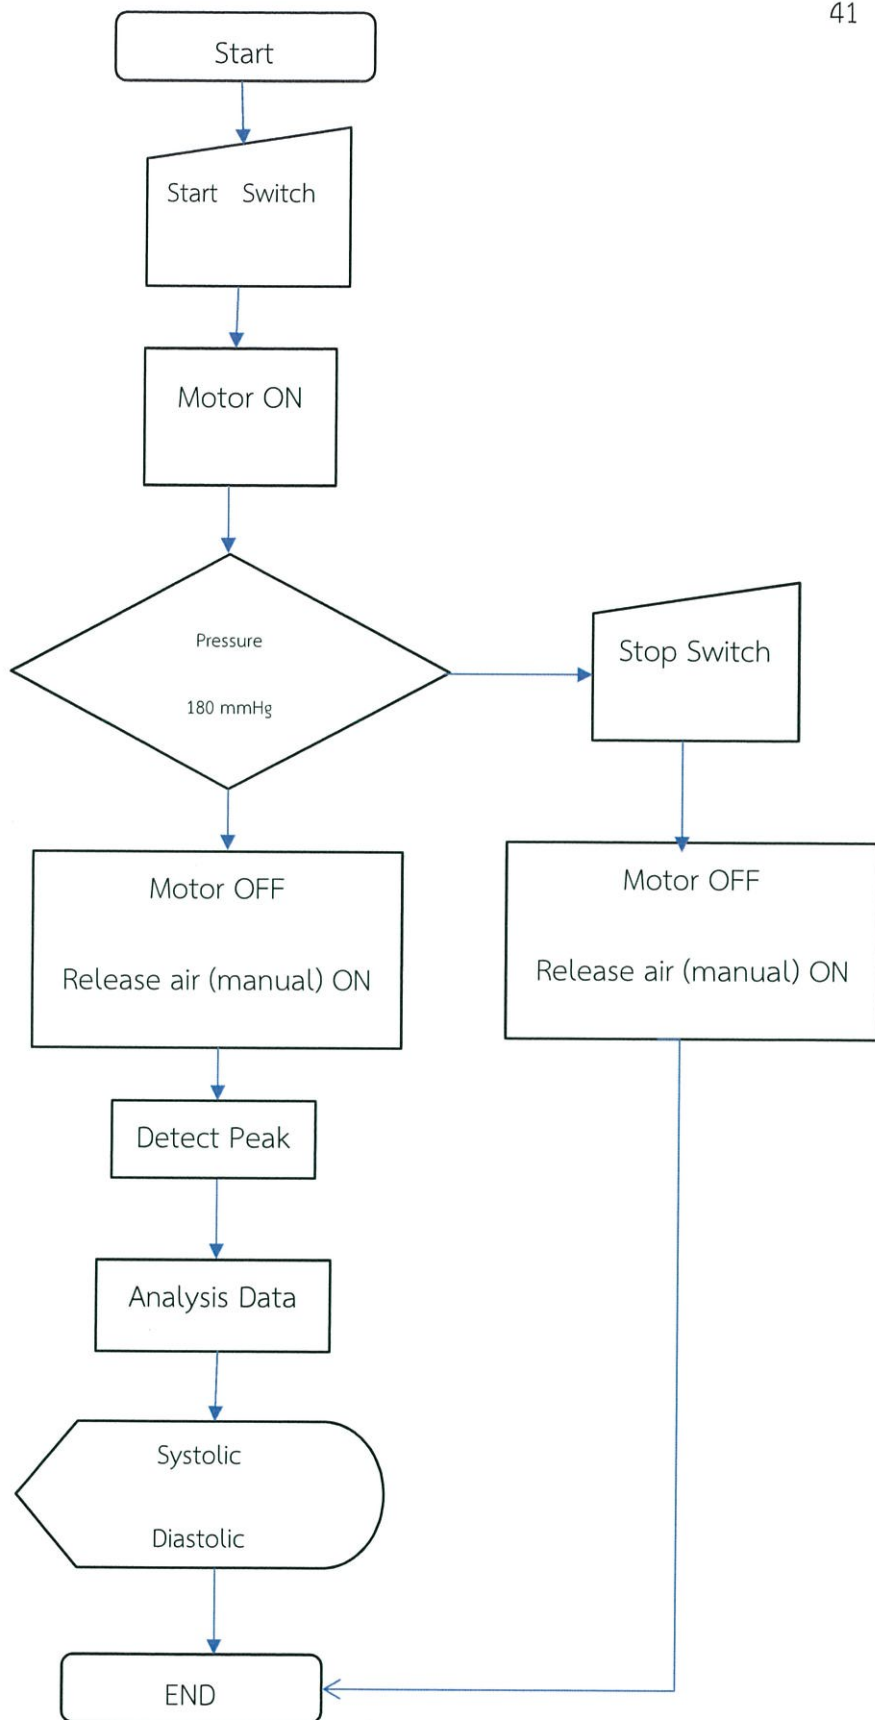 41
Start
Start Switch
Motor ON
Pressure
180 mmHg
Stop Switch
Motor OFF
Release air (manual) ON
Motor OFF
Release air (manual) ON
Detect Peak
Analysis Data
Systolic
Diastolic
END